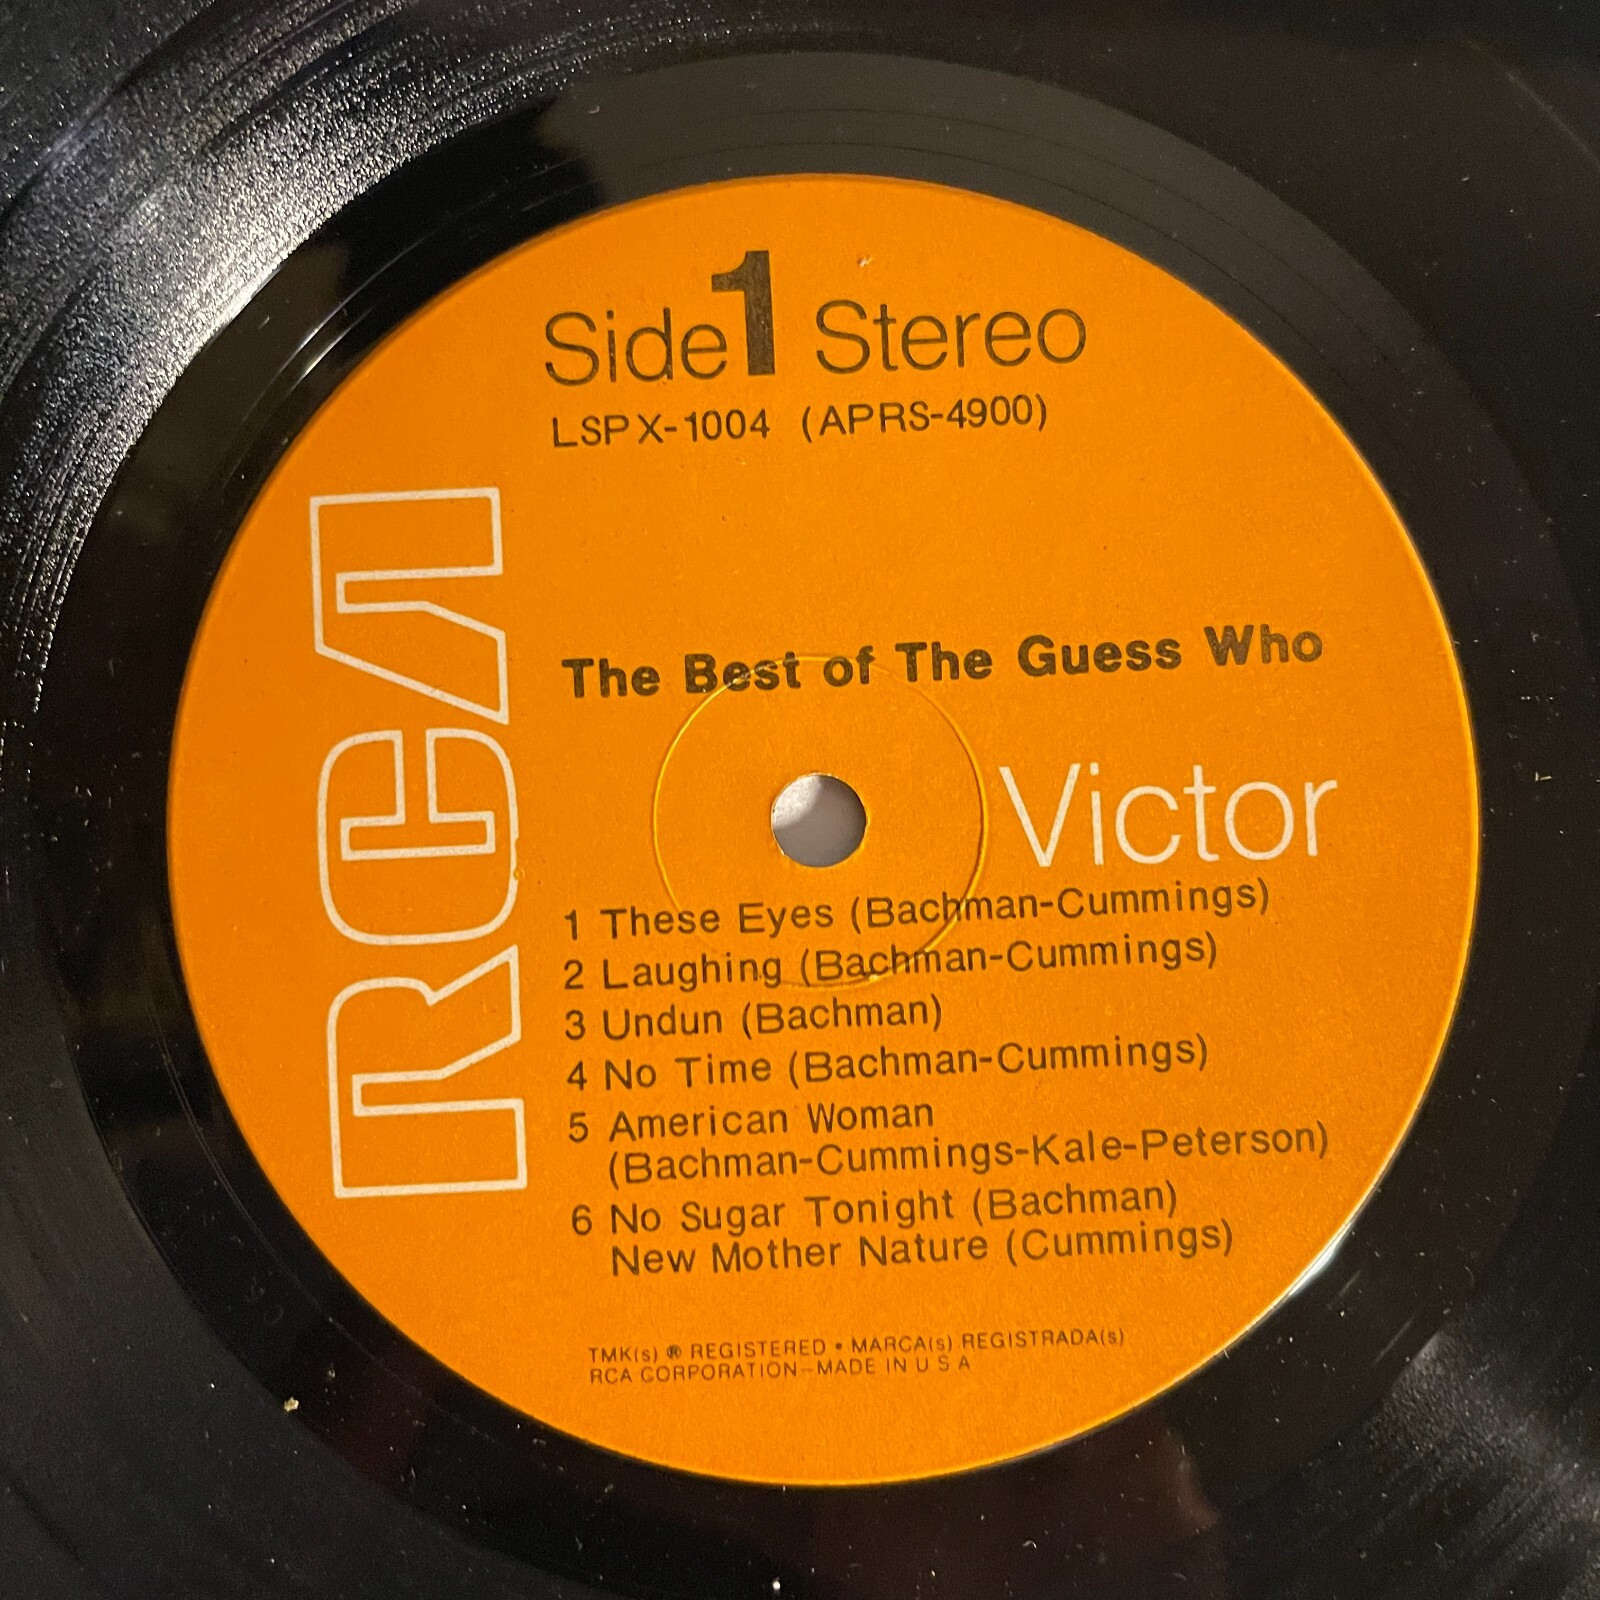 Side 1 Stereo
LSPX-1004 (APRS-4900)
RCA
The Best of The Guess Who
Victor
1 These Eyes (Bachman-Cummings)
2 Laughing (Bachman-Cummings)
3 Undun (Bachman)
4 No Time (Bachman-Cummings)
5 American Woman
(Bachman-Cummings-Kale-Peterson)
6 No Sugar Tonight (Bachman)
New Mother Nature (Cummings)
TMK(s) ® REGISTERED • MARCA(s) REGISTRADA(s)
RCA CORPORATION—MADE IN U S A